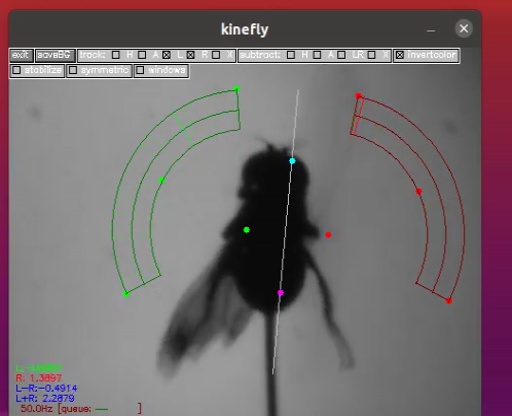 kinefly
exit saveBG track: H A L R X subtract: H A LR X invertcolor
stabilize symmetric windows
L:
R: 1.3897
L-R:-0.4914
L+R: 2.2879
50.0Hz [queue: ]